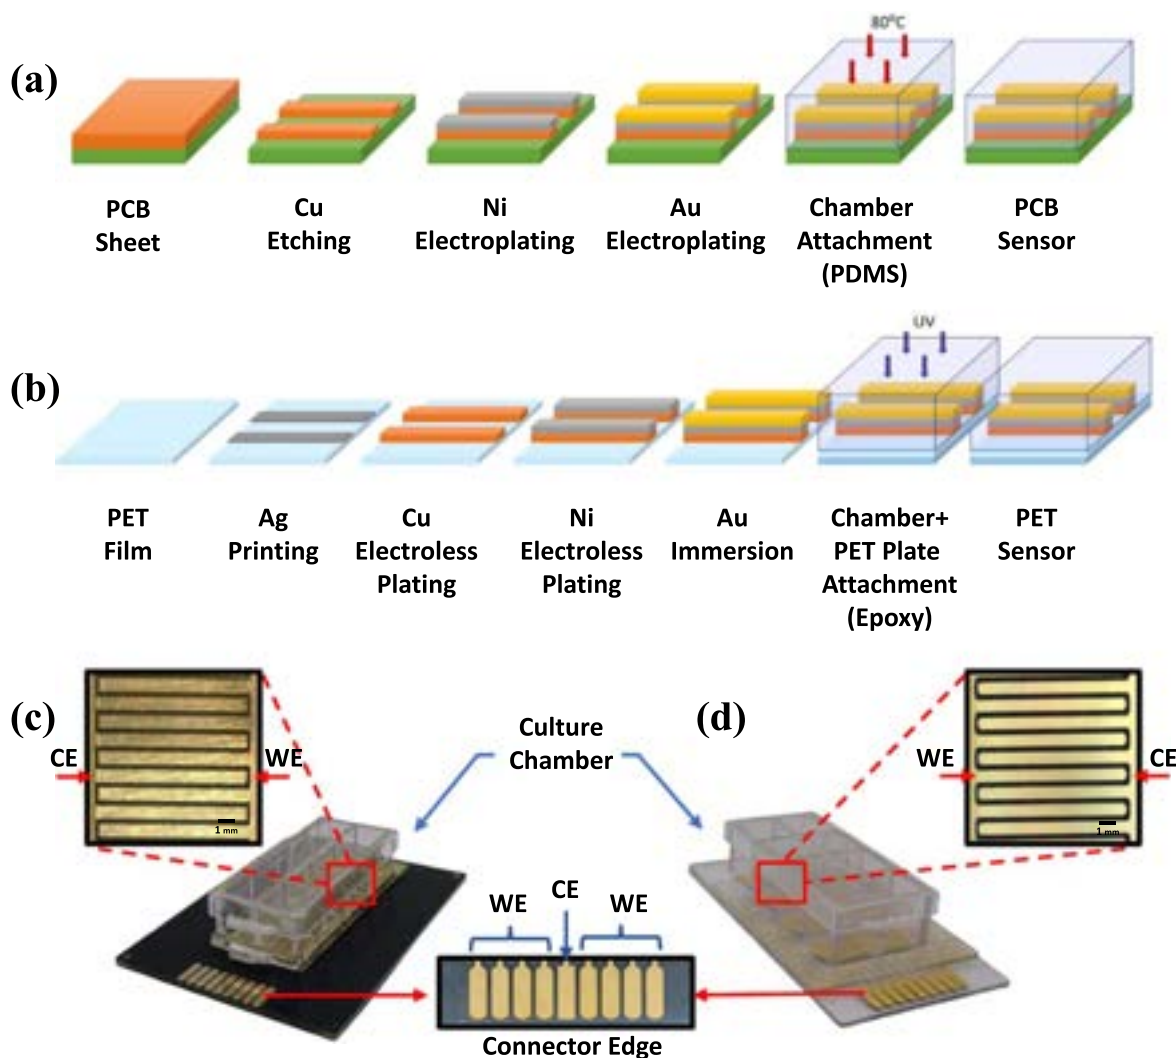 (a)
80°C
PCB
Sheet
Cu
Etching
Ni
Electroplating
Au
Electroplating
Chamber
Attachment
(PDMS)
PCB
Sensor
(b)
UV
PET
Film
Ag
Printing
Cu
Electroless
Plating
Ni
Electroless
Plating
Au
Immersion
Chamber+
PET Plate
Attachment
(Epoxy)
PET
Sensor
(c)
CE
WE
1 mm
Culture
Chamber
(d)
WE
CE
1 mm
WE
CE
WE
Connector Edge